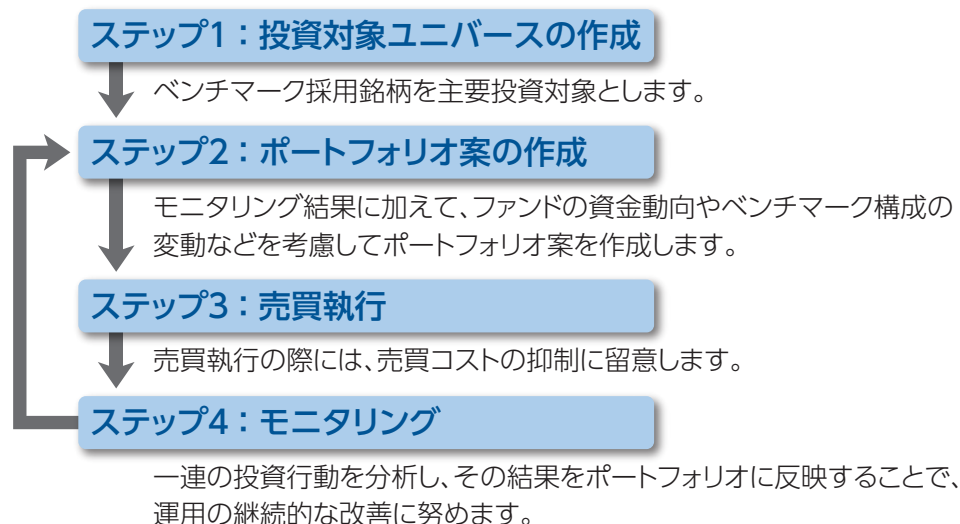 ステップ1：投資対象ユニバースの作成
ベンチマーク採用銘柄を主要投資対象とします。
ステップ2：ポートフォリオ案の作成
モニタリング結果に加えて、ファンドの資金動向やベンチマーク構成の
変動などを考慮してポートフォリオ案を作成します。
ステップ3：売買執行
売買執行の際には、売買コストの抑制に留意します。
ステップ4：モニタリング
一連の投資行動を分析し、その結果をポートフォリオに反映することで、
運用の継続的な改善に努めます。